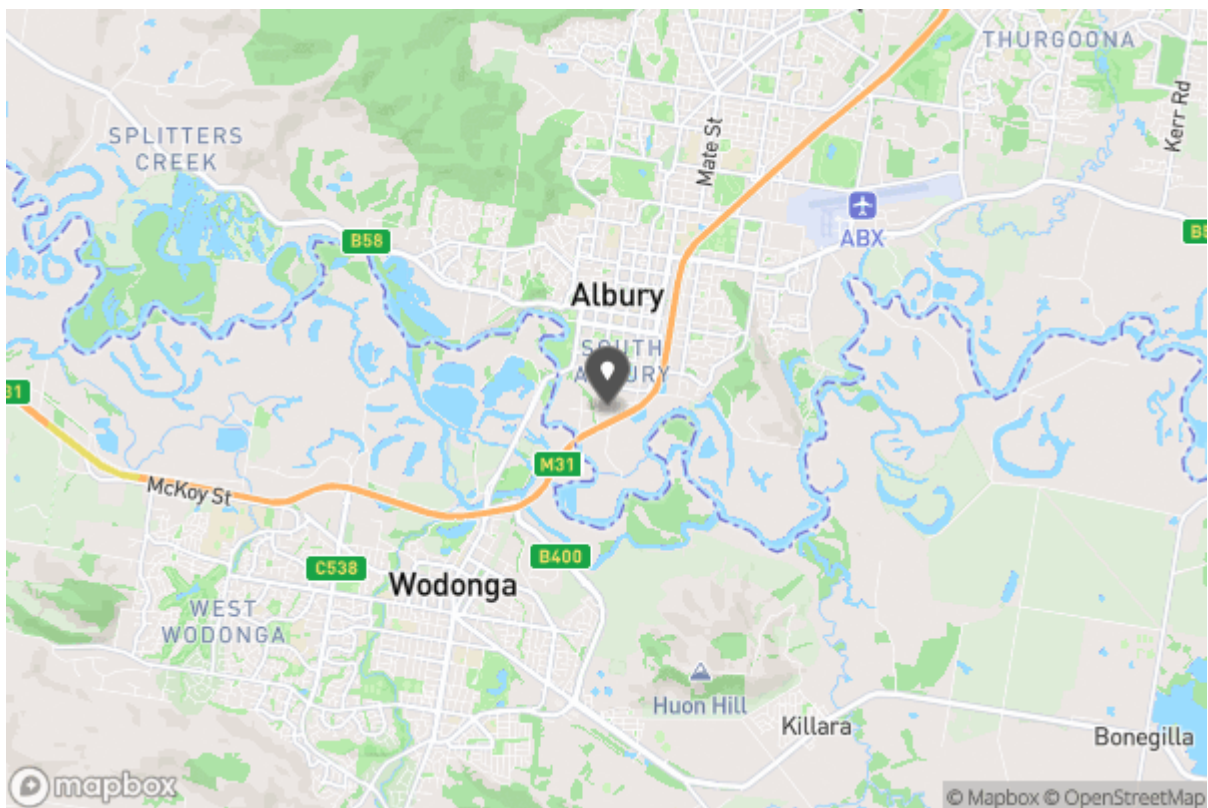 THURGOONA
SPLITTERS
CREEK
Mate St
Kerr Rd
B58
ABX
Albury
SOUTH
31
M31
McKoy St
B400
C538
Wodonga
WEST
WODONGA
Huon Hill
Killara
Bonegilla
mapbox
© Mapbox © OpenStreetMap